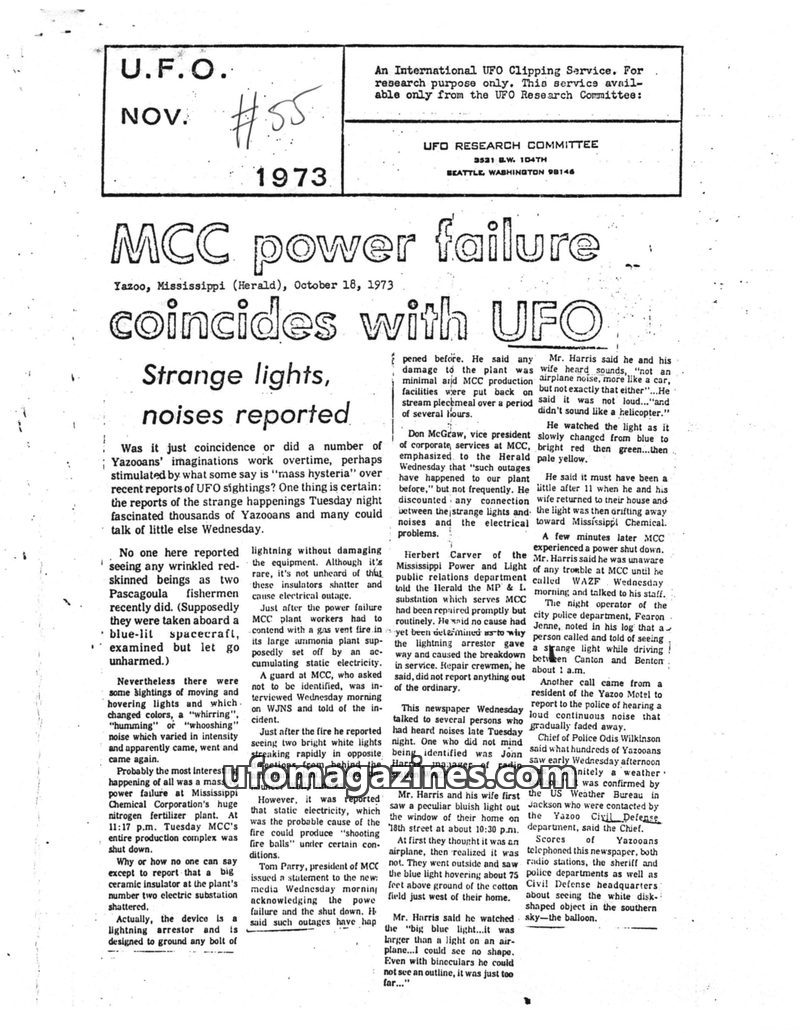 U.F.O.
NOV.
#55
1973
An International UFO Clipping Service. For
research purpose only. This service avail-
able only from the UFO Research Committee:
UFO RESEARCH COMMITTEE
3521 S.W. 104TH
SEATTLE, WASHINGTON 98146
MCC power failure
Yazoo, Mississippi (Herald), October 18, 1973
coincides with UFO
Strange lights,
noises reported
Was it just coincidence or did a number of
Yazooans' imaginations work overtime, perhaps
stimulated by what some say is "mass hysteria" over
recent reports of UFO sightings? One thing is certain:
the reports of the strange happenings Tuesday night
fascinated thousands of Yazooans and many could
talk of little else Wednesday.
No one here reported
seeing any wrinkled red-
skinned beings as two
Pascagoula fishermen
recently did. (Supposedly
they were taken aboard a
blue-lit spacecraft,
examined but let go
unharmed.)
Nevertheless there were
some sightings of moving and
hovering lights and which
changed colors, a "whirring",
"humming" or "whooshing"
noise which varied in intensity
and apparently came, went and
came again.
Probably the most interest
happening of all was a mass
power failure at Mississippi
Chemical Corporation's huge
nitrogen fertilizer plant. At
11:17 p.m. Tuesday MCC's
entire production complex was
shut down.
Why or how no one can say
except to report that a big
ceramic insulator at the plant's
number two electric substation
shattered.
Actually, the device is a
lightning arrestor and is
designed to ground any bolt of
lightning without damaging
the equipment. Although it's
rare, it's not unheard of that
these insulators shatter and
cause electrical outage.
Just after the power failure
MCC plant workers had to
contend with a gas vent fire in
its large ammonia plant sup-
posedly set off by an ac-
cumulating static electricity.
A guard at MCC, who asked
not to be identified, was in-
terviewed Wednesday morning
on WJNS and told of the in-
cident.
Just after the fire he reported
seeing two bright white lights
streaking rapidly in opposite
from behind the
However, it was reported
that static electricity, which
was the probable cause of the
fire could produce "shooting
fire balls" under certain con-
ditions.
Tom Parry, president of MCC
issued a statement to the new
media Wednesday morning
acknowledging the powe
failure and the shut down. H
said such outages have hap
pened before. He said any
damage to the plant was
minimal and MCC production
facilities were put back on
stream piecemeal over a period
of several hours.
Don McGraw, vice president
of corporate services at MCC,
emphasized to the Herald
Wednesday that "such outages
have happened to our plant
before," but not frequently. He
discounted any connection
between the strange lights and
noises and the electrical
problems.
Herbert Carver of the
Mississippi Power and Light
public relations department
told the Herald the MP & L
substation which serves MCC
had been repaired promptly but
routinely. He said no cause had
yet been determined as to why
the lightning arrestor gave
way and caused the breakdown
in service. Repair crewmen, he
said, did not report anything out
of the ordinary.
This newspaper Wednesday
talked to several persons who
had heard noises late Tuesday
night. One who did not mind
being identified was John
Harris, manager of radio
Mr. Harris and his wife first
saw a peculiar bluish light out
the window of their home on
18th street at about 10:30 p.m.
At first they thought it was an
airplane, then realized it was
not. They went outside and saw
the blue light hovering about 75
feet above ground of the cotton
field just west of their home.
Mr. Harris said he watched
the "big blue light...it was
larger than a light on an air-
plane...I could see no shape.
Even with binoculars he could
not see an outline, it was just too
far..."
Mr. Harris said he and his
wife heard sounds, "not an
airplane noise, more like a car,
but not exactly that either"...He
said it was not loud..."and
didn't sound like a helicopter."
He watched the light as it
slowly changed from blue to
bright red then green...then
pale yellow.
He said it must have been a
little after 11 when he and his
wife returned to their house and
the light was then drifting away
toward Mississippi Chemical.
A few minutes later MCC
experienced a power shut down.
Mr. Harris said he was unaware
of any trouble at MCC until he
called WAZF Wednesday
morning and talked to his staff.
The night operator of the
city police department, Fearon
Jenne, noted in his log that a
person called and told of seeing
a strange light while driving
between Canton and Benton
about 1 a.m.
Another call came from a
resident of the Yazoo Motel to
report to the police of hearing a
loud continuous noise that
gradually faded away.
Chief of Police Odis Wilkinson
said what hundreds of Yazooans
saw early Wednesday afternoon
nitely a weather
was confirmed by
the US Weather Bureau in
Jackson who were contacted by
the Yazoo Civil Defense
department, said the Chief.
Scores of Yazooans
telephoned this newspaper, both
radio stations, the sheriff and
police departments as well as
Civil Defense headquarters
about seeing the white disk-
shaped object in the southern
sky—the balloon.
ufomagazines.com UFO